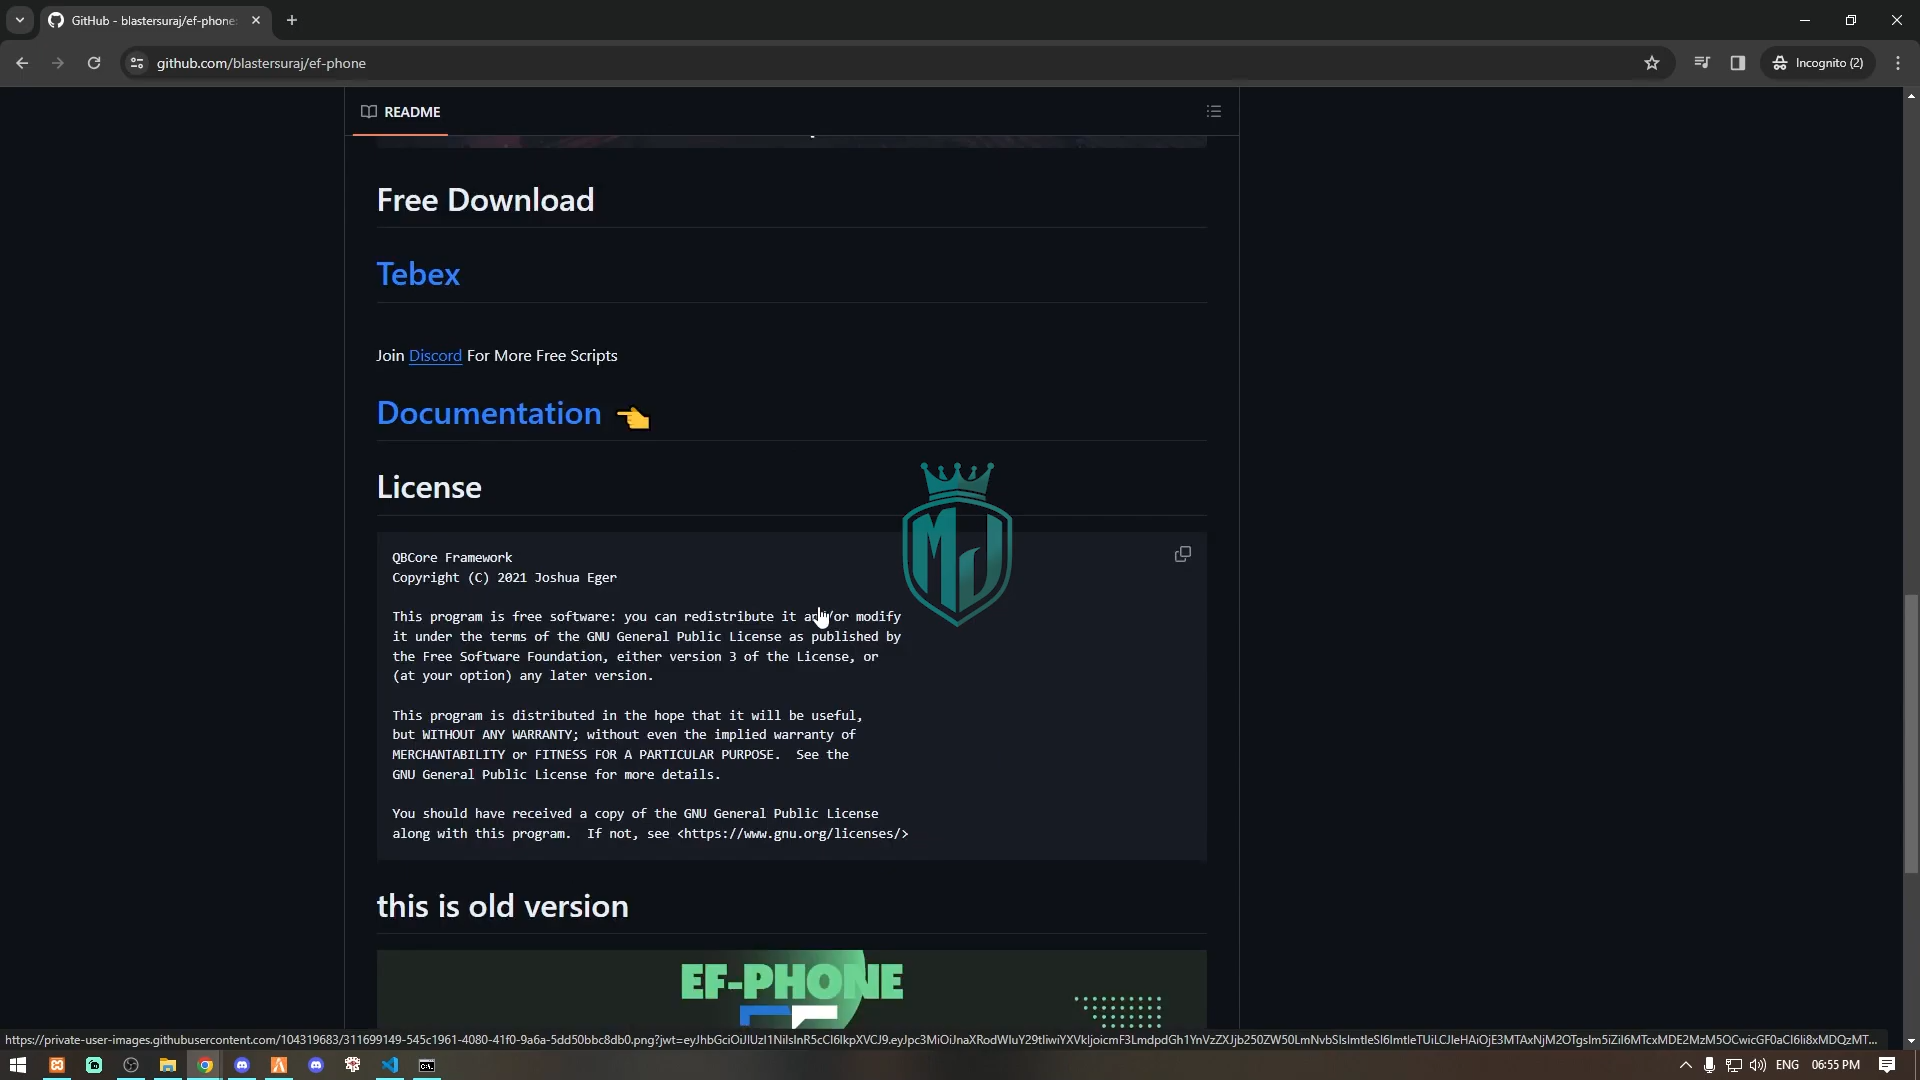 GitHub - blastersuraj/ef-phone:
github.com/blastersuraj/ef-phone
Incognito (2)
README
Free Download
Tebex
Join Discord For More Free Scripts
Documentation 👈
License
QBCore Framework
Copyright (C) 2021 Joshua Eger
This program is free software: you can redistribute it and/or modify
it under the terms of the GNU General Public License as published by
the Free Software Foundation, either version 3 of the License, or
(at your option) any later version.
This program is distributed in the hope that it will be useful,
but WITHOUT ANY WARRANTY; without even the implied warranty of
MERCHANTABILITY or FITNESS FOR A PARTICULAR PURPOSE.  See the
GNU General Public License for more details.
You should have received a copy of the GNU General Public License
along with this program.  If not, see <https://www.gnu.org/licenses/>
MJ
this is old version
EF-PHONE
ENG
06:55 PM